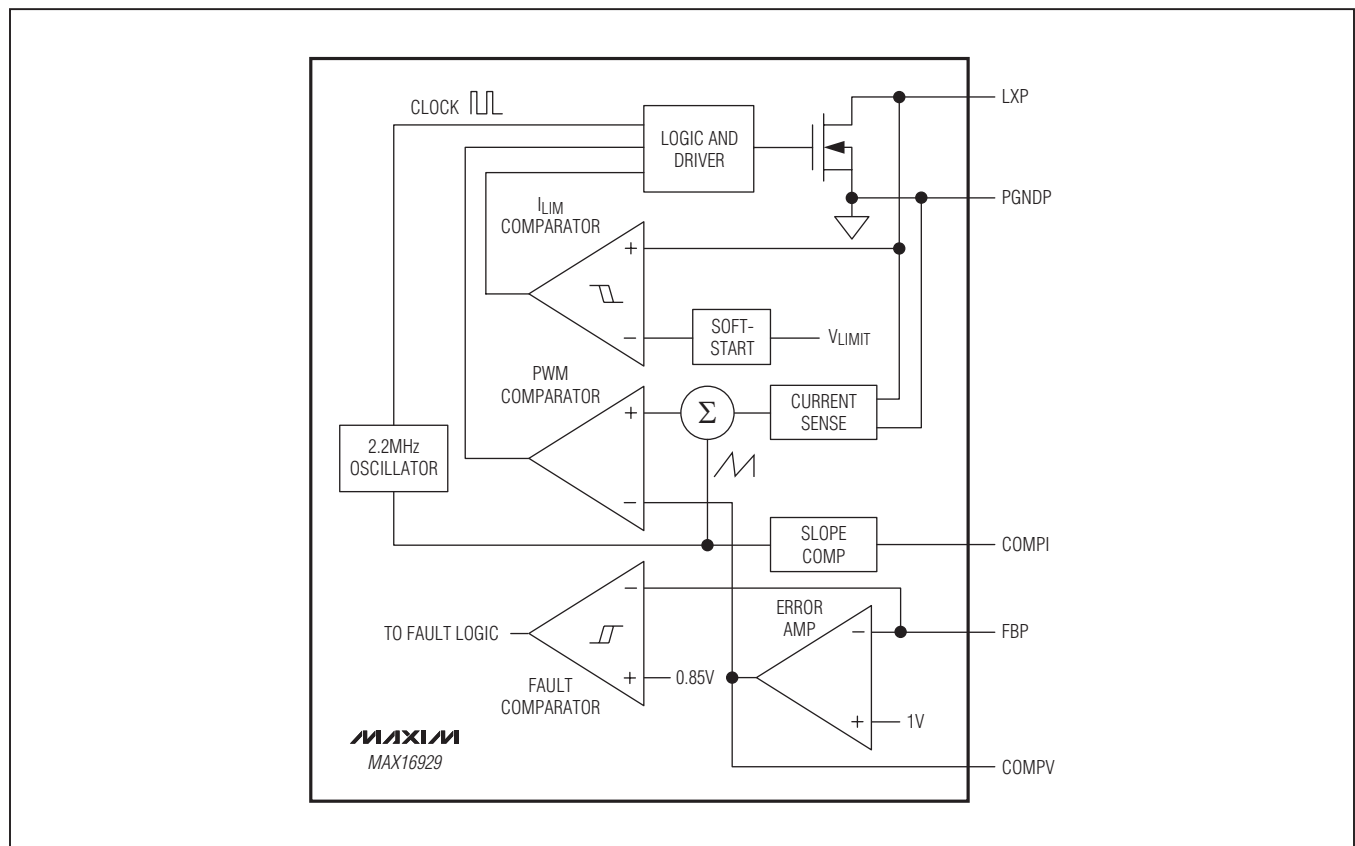 CLOCK
LOGIC AND
DRIVER
LXP
PGNDP
ILIM
COMPARATOR
+
−
SOFT-
START
VLIMIT
PWM
COMPARATOR
+
−
Σ
CURRENT
SENSE
2.2MHz
OSCILLATOR
SLOPE
COMP
COMPI
−
+
TO FAULT LOGIC
0.85V
FAULT
COMPARATOR
ERROR
AMP
−
+
FBP
1V
COMPV
MAXIM
MAX16929